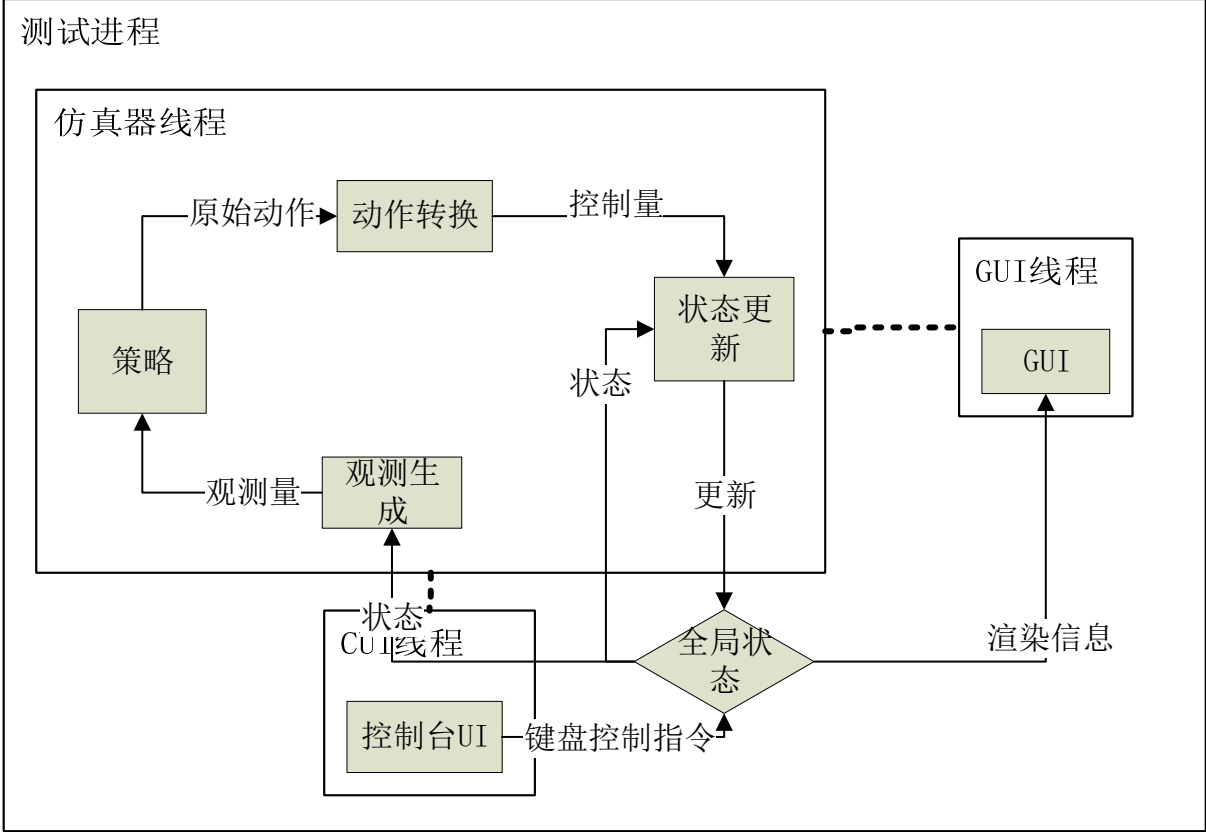 测试进程
仿真器线程
原始动作
动作转换
控制量
GUI线程
状态更
新
策略
GUI
状态
观测生
成
观测量
更新
状态
CUI线程
全局状
态
渲染信息
控制台UI
键盘控制指令